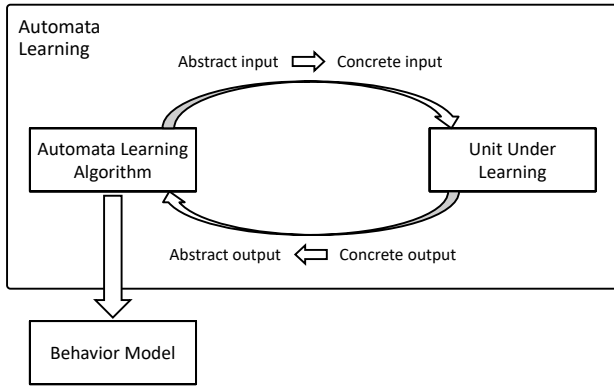 Automata
Learning
Abstract input
Concrete input
Automata Learning
Algorithm
Unit Under
Learning
Abstract output
Concrete output
Behavior Model